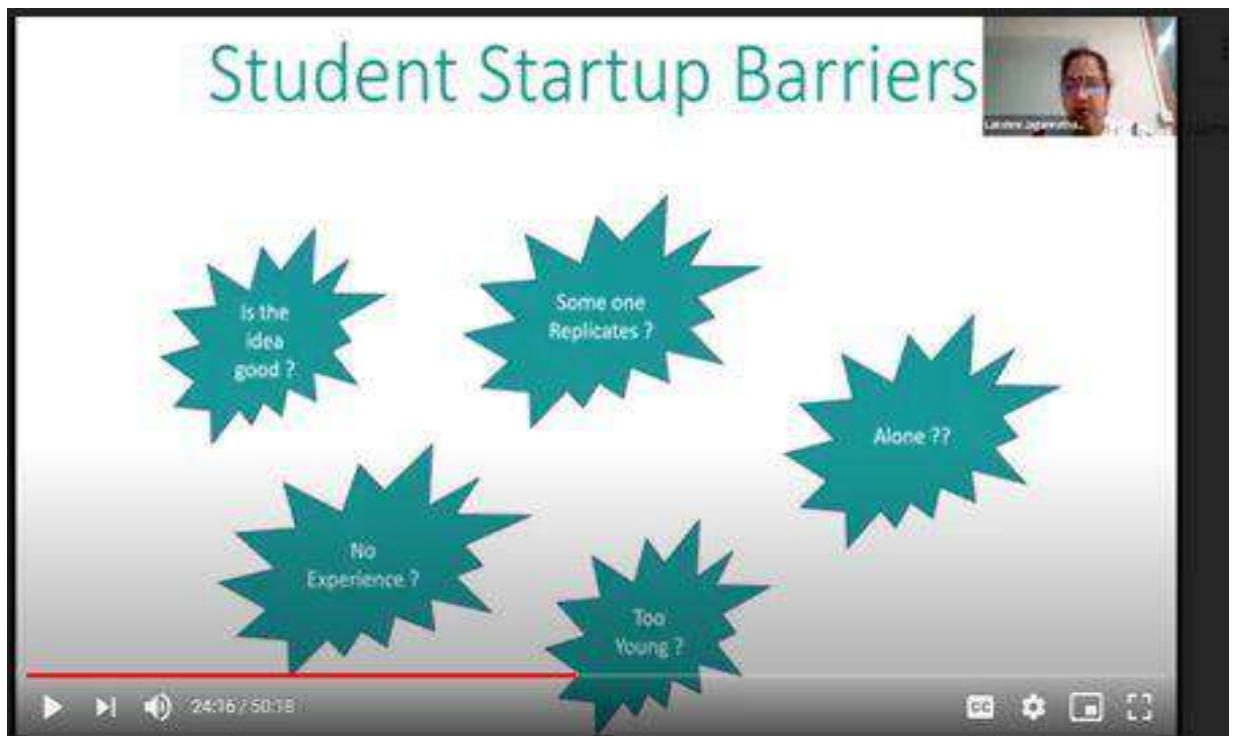 Student Startup Barriers
Is the
idea
good ?
Some one
Replicates ?
Alone ??
No
Experience ?
Too
Young ?
24:16 / 50:18
CC